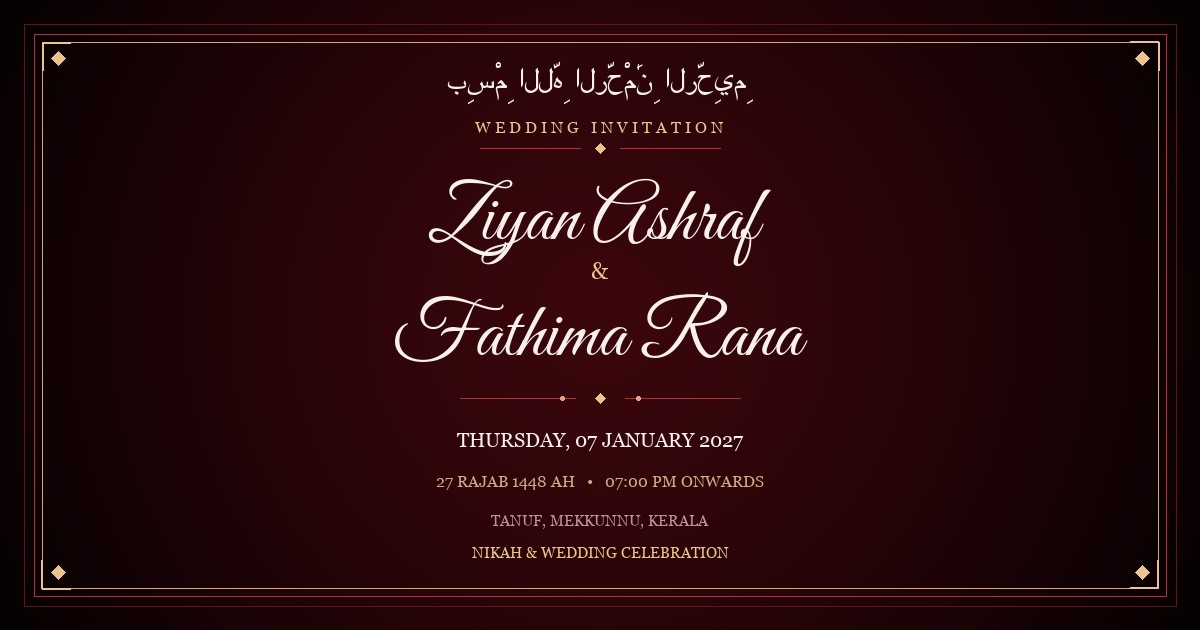 بِسْمِ اللهِّ الرَّحْمَٰنِ الرَّحِيمِ
WEDDING INVITATION
Ziyan Ashraf
&
Fathima Rana
THURSDAY, 07 JANUARY 2027
27 RAJAB 1448 AH • 07:00 PM ONWARDS
TANUF, MEKKUNNU, KERALA
NIKAH & WEDDING CELEBRATION